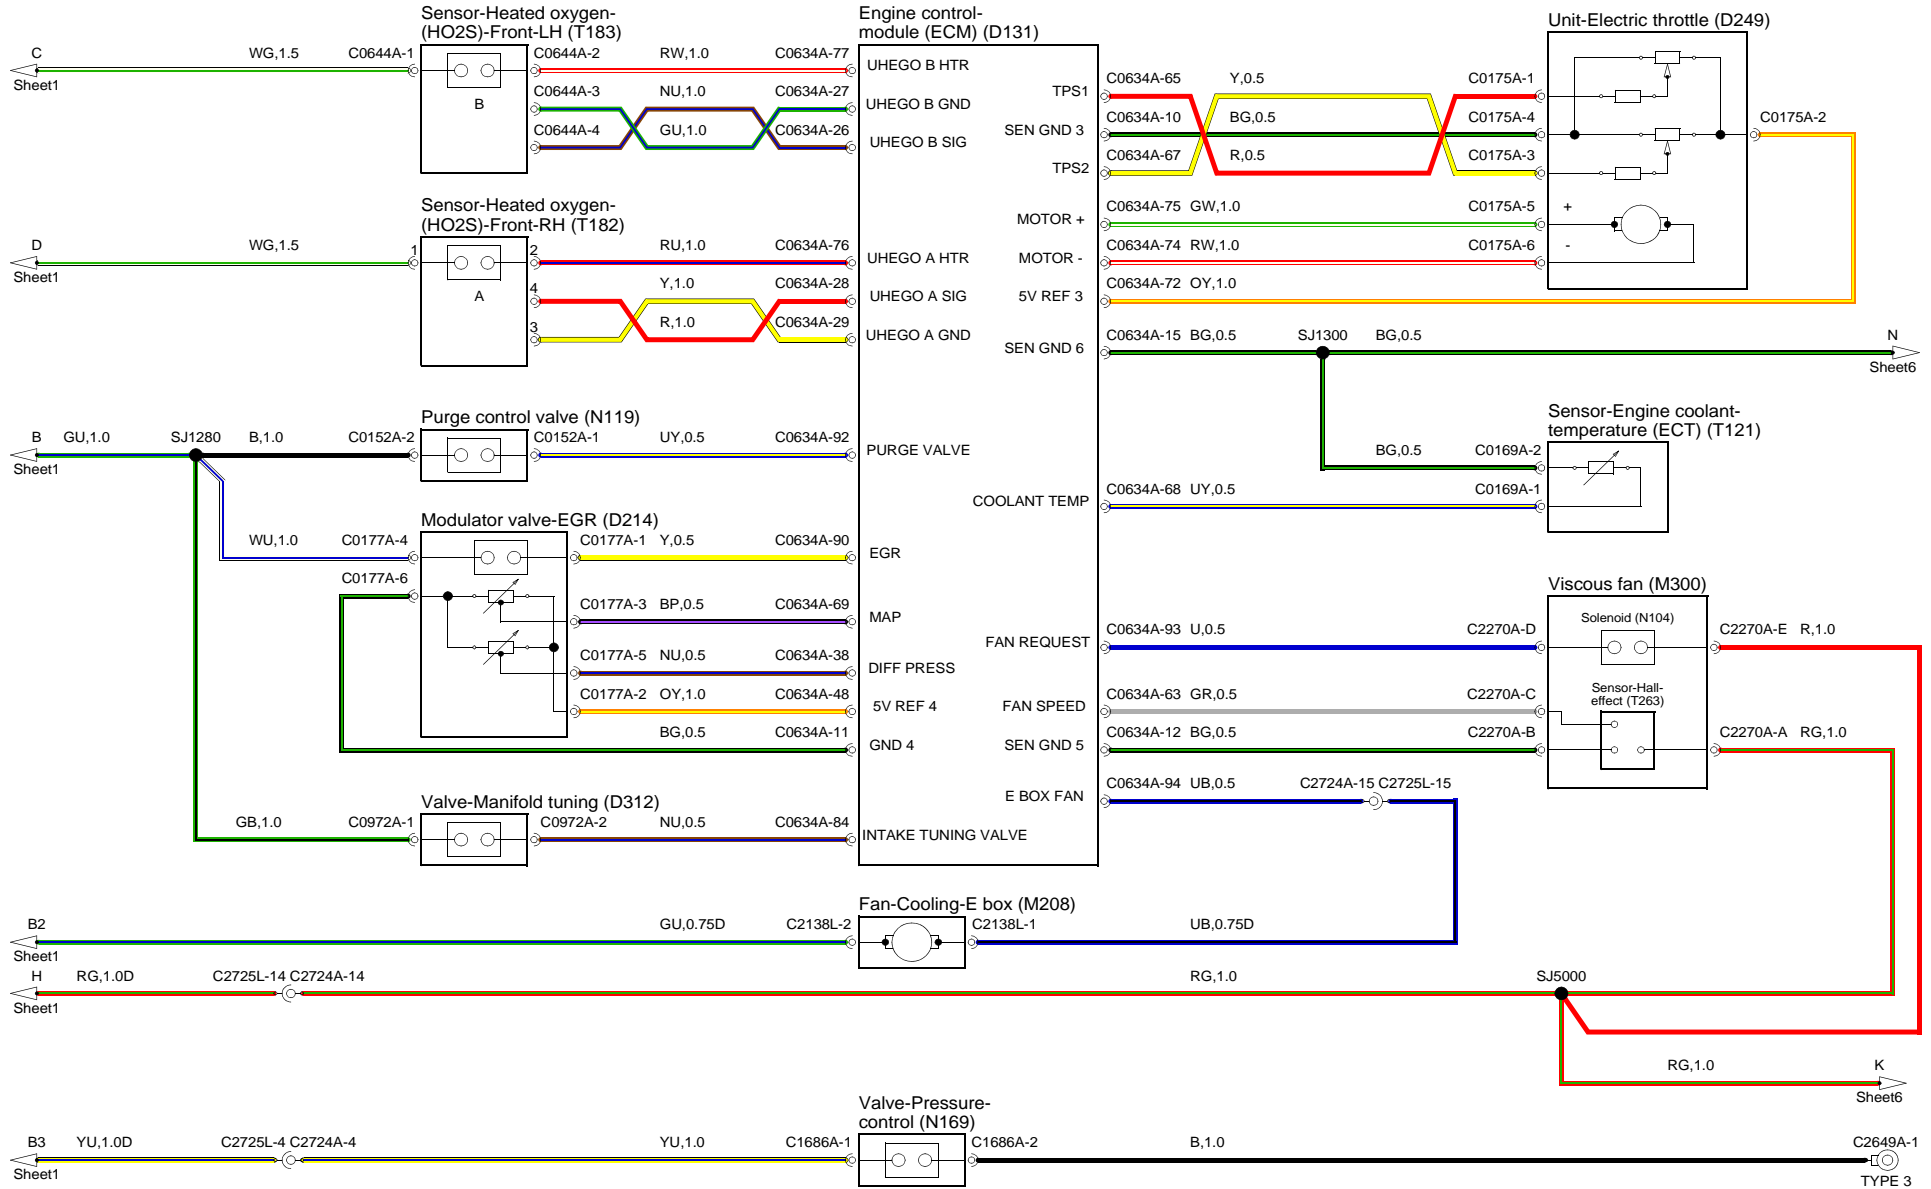 Sensor-Heated oxygen-
(HO2S)-Front-LH (T183)
Engine control-
module (ECM) (D131)
Unit-Electric throttle (D249)
C
WG,1.5
C0644A-1
C0644A-2
RW,1.0
C0634A-77
UHEGO B HTR
Sheet1
B
C0644A-3
NU,1.0
C0634A-27
UHEGO B GND
C0644A-4
GU,1.0
C0634A-26
UHEGO B SIG
TPS1
C0634A-65
Y,0.5
C0175A-1
SEN GND 3
C0634A-10
BG,0.5
C0175A-4
C0175A-2
TPS2
C0634A-67
R,0.5
C0175A-3
MOTOR +
C0634A-75
GW,1.0
C0175A-5
+
MOTOR -
C0634A-74
RW,1.0
C0175A-6
-
5V REF 3
C0634A-72
OY,1.0
Sensor-Heated oxygen-
(HO2S)-Front-RH (T182)
D
WG,1.5
1
2
RU,1.0
C0634A-76
UHEGO A HTR
Sheet1
A
4
Y,1.0
C0634A-28
UHEGO A SIG
3
R,1.0
C0634A-29
UHEGO A GND
SEN GND 6
C0634A-15
BG,0.5
SJ1300
BG,0.5
N
Sheet6
Purge control valve (N119)
B
GU,1.0
SJ1280
B,1.0
C0152A-2
C0152A-1
UY,0.5
C0634A-92
PURGE VALVE
Sheet1
Sensor-Engine coolant-
temperature (ECT) (T121)
BG,0.5
C0169A-2
COOLANT TEMP
C0634A-68
UY,0.5
C0169A-1
Modulator valve-EGR (D214)
WU,1.0
C0177A-4
C0177A-1
Y,0.5
C0634A-90
EGR
C0177A-6
C0177A-3
BP,0.5
C0634A-69
MAP
C0177A-5
NU,0.5
C0634A-38
DIFF PRESS
C0177A-2
OY,1.0
C0634A-48
5V REF 4
BG,0.5
C0634A-11
GND 4
Viscous fan (M300)
Solenoid (N104)
FAN REQUEST
C0634A-93
U,0.5
C2270A-D
C2270A-E
R,1.0
Sensor-Hall-
effect (T263)
FAN SPEED
C0634A-63
GR,0.5
C2270A-C
SEN GND 5
C0634A-12
BG,0.5
C2270A-B
C2270A-A
RG,1.0
E BOX FAN
C0634A-94
UB,0.5
C2724A-15
C2725L-15
Valve-Manifold tuning (D312)
GB,1.0
C0972A-1
C0972A-2
NU,0.5
C0634A-84
INTAKE TUNING VALVE
Fan-Cooling-E box (M208)
B2
GU,0.75D
C2138L-2
C2138L-1
UB,0.75D
Sheet1
H
RG,1.0D
C2725L-14
C2724A-14
RG,1.0
SJ5000
Sheet1
RG,1.0
K
Sheet6
Valve-Pressure-
control (N169)
B3
YU,1.0D
C2725L-4
C2724A-4
YU,1.0
C1686A-1
C1686A-2
B,1.0
C2649A-1
Sheet1
TYPE 3